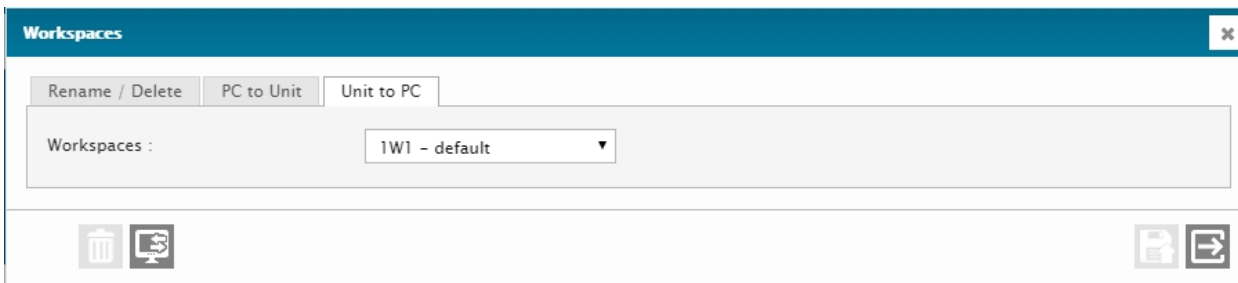 Workspaces
Rename / Delete PC to Unit Unit to PC
Workspaces : 1W1 – default